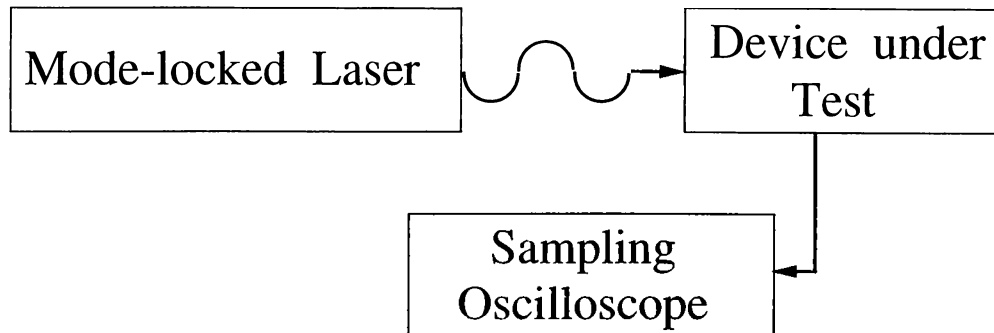 Mode-locked Laser
Device under
Test
Sampling
Oscilloscope